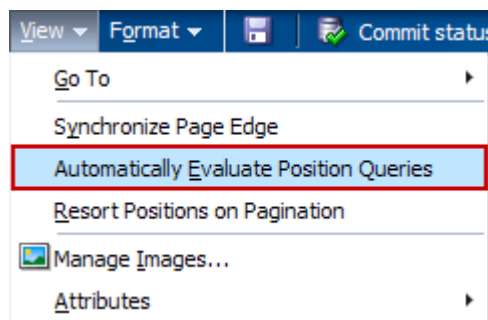 View Format Commit statu
Go To
Synchronize Page Edge
Automatically Evaluate Position Queries
Resort Positions on Pagination
Manage Images...
Attributes